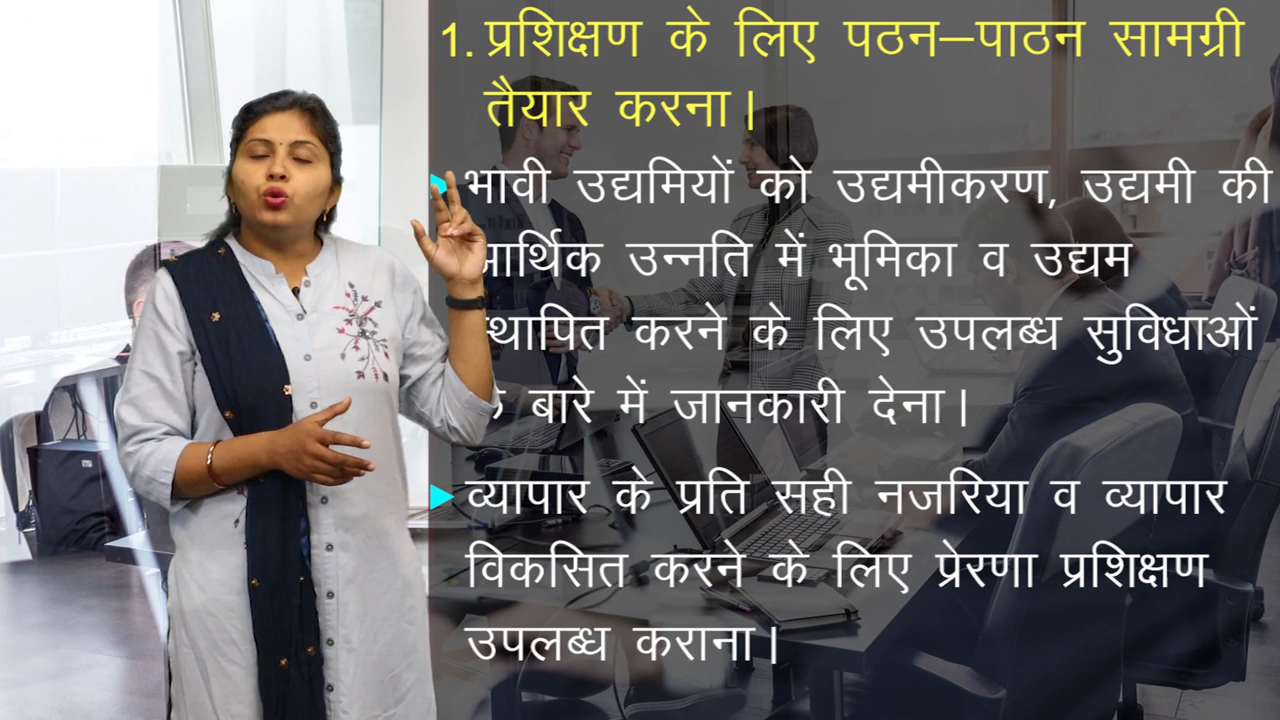 1. प्रशिक्षण के लिए पठन–पाठन सामग्री
तैयार करना।
भावी उद्यमियों को उद्यमीकरण, उद्यमी की
आर्थिक उन्नति में भूमिका व उद्यम
स्थापित करने के लिए उपलब्ध सुविधाओं
के बारे में जानकारी देना।
व्यापार के प्रति सही नजरिया व व्यापार
विकसित करने के लिए प्रेरणा प्रशिक्षण
उपलब्ध कराना।